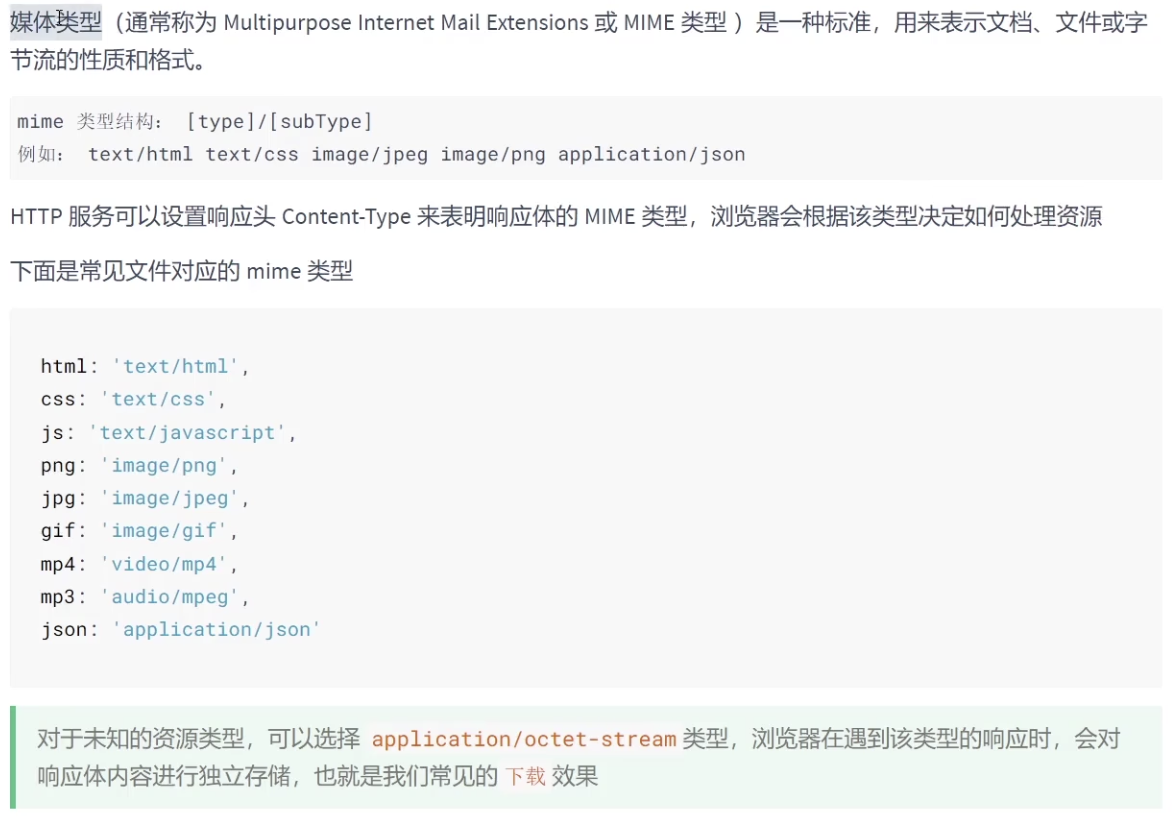 媒体类型（通常称为 Multipurpose Internet Mail Extensions 或 MIME 类型 ）是一种标准，用来表示文档、文件或字
节流的性质和格式。
mime 类型结构： [type]/[subType]
例如： text/html text/css image/jpeg image/png application/json
HTTP 服务可以设置响应头 Content-Type 来表明响应体的 MIME 类型，浏览器会根据该类型决定如何处理资源
下面是常见文件对应的 mime 类型
html: 'text/html',
css: 'text/css',
js: 'text/javascript',
png: 'image/png',
jpg: 'image/jpeg',
gif: 'image/gif',
mp4: 'video/mp4',
mp3: 'audio/mpeg',
json: 'application/json'
对于未知的资源类型，可以选择 application/octet-stream 类型，浏览器在遇到该类型的响应时，会对
响应体内容进行独立存储，也就是我们常见的 下载 效果